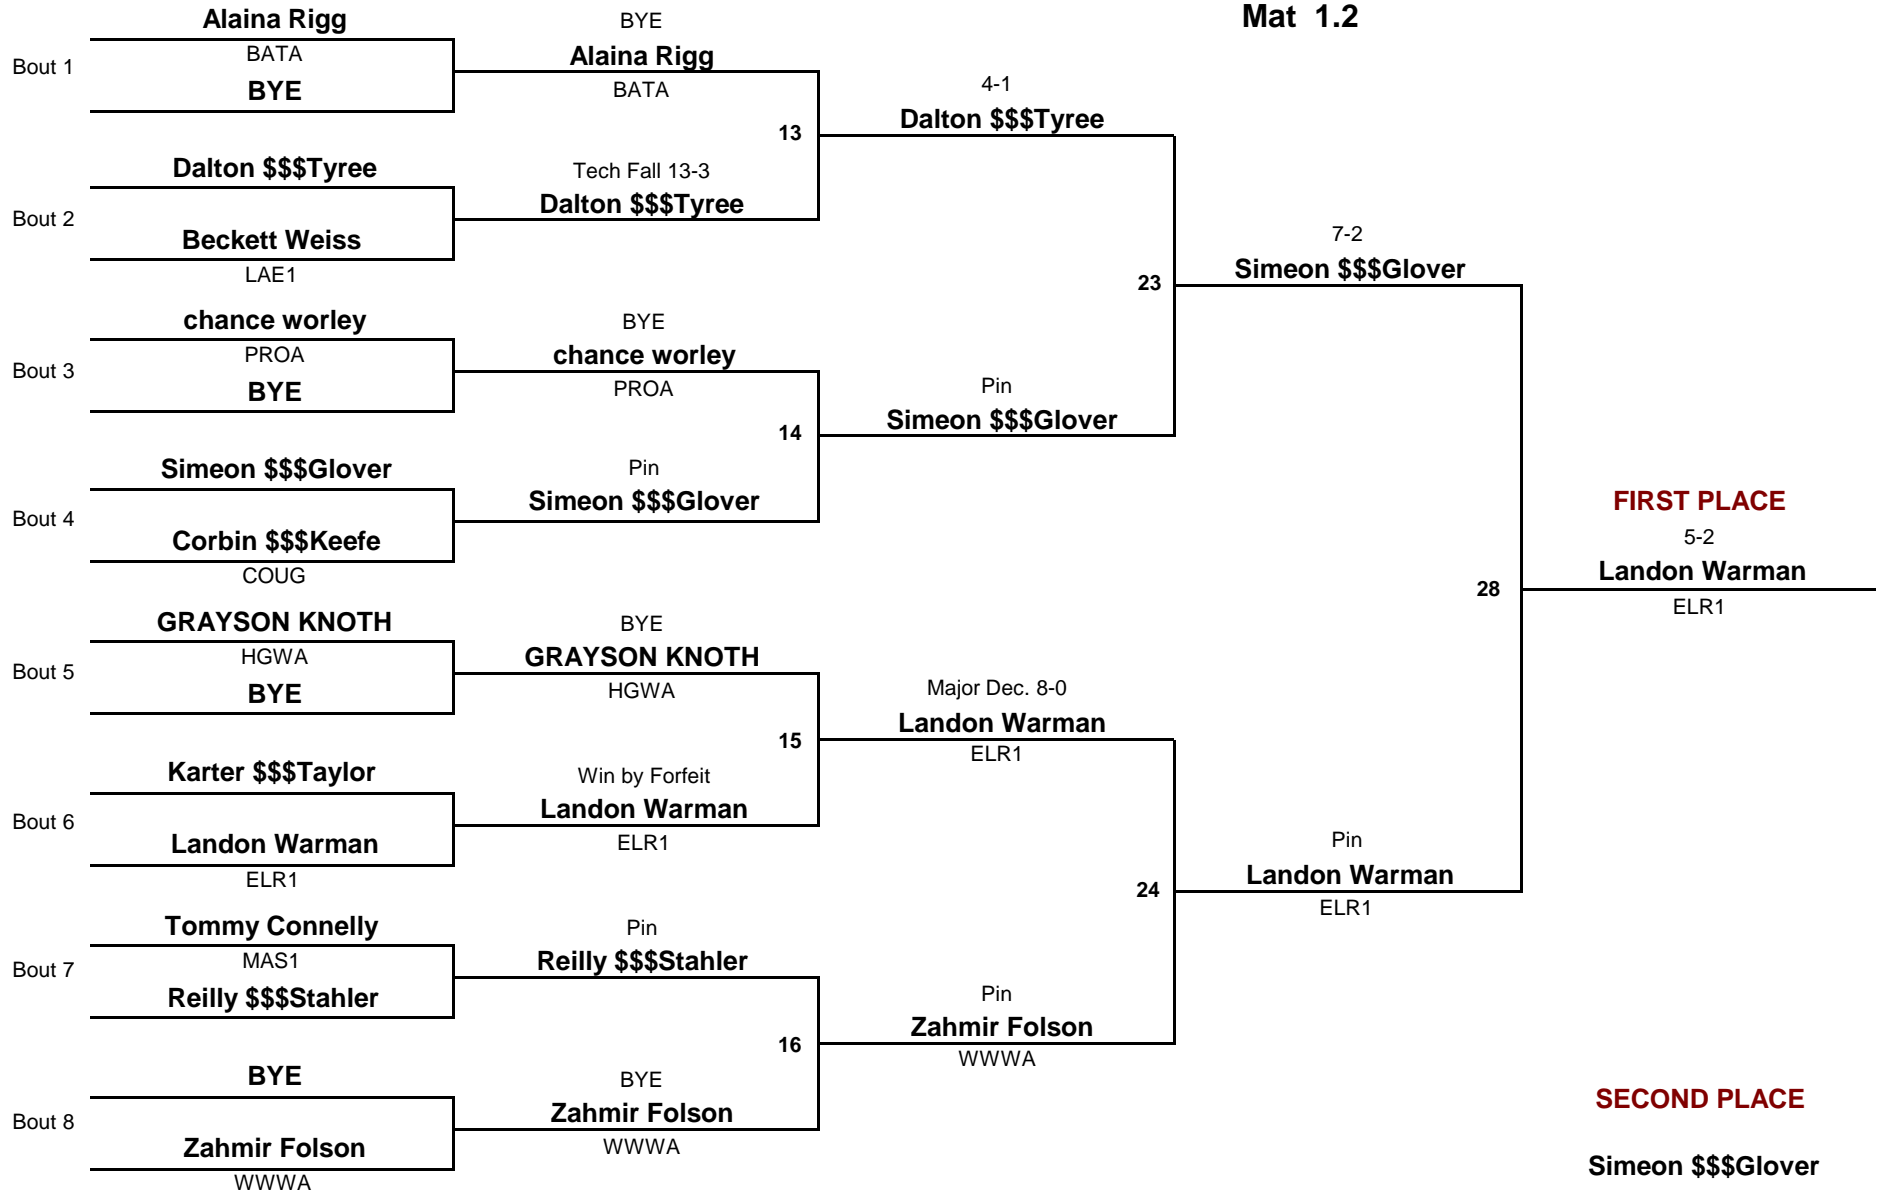 Mat 1.2
Alaina Rigg
Bout 1
BATA
BYE
Dalton $$$Tyree
Bout 2
Beckett Weiss
LAE1
chance worley
Bout 3
PROA
BYE
Simeon $$$Glover
Bout 4
Corbin $$$Keefe
COUG
GRAYSON KNOTH
Bout 5
HGWA
BYE
Karter $$$Taylor
Bout 6
Landon Warman
ELR1
Tommy Connelly
Bout 7
MAS1
Reilly $$$Stahler
BYE
Bout 8
Zahmir Folson
WWWA
BYE
Alaina Rigg
BATA
13
Tech Fall 13-3
Dalton $$$Tyree
BYE
chance worley
PROA
14
Pin
Simeon $$$Glover
BYE
GRAYSON KNOTH
HGWA
15
Win by Forfeit
Landon Warman
ELR1
Pin
Reilly $$$Stahler
16
BYE
Zahmir Folson
WWWA
4-1
Dalton $$$Tyree
23
Pin
Simeon $$$Glover
Major Dec. 8-0
Landon Warman
ELR1
24
Pin
Zahmir Folson
WWWA
7-2
Simeon $$$Glover
28
Pin
Landon Warman
ELR1
FIRST PLACE
5-2
Landon Warman
ELR1
SECOND PLACE
Simeon $$$Glover